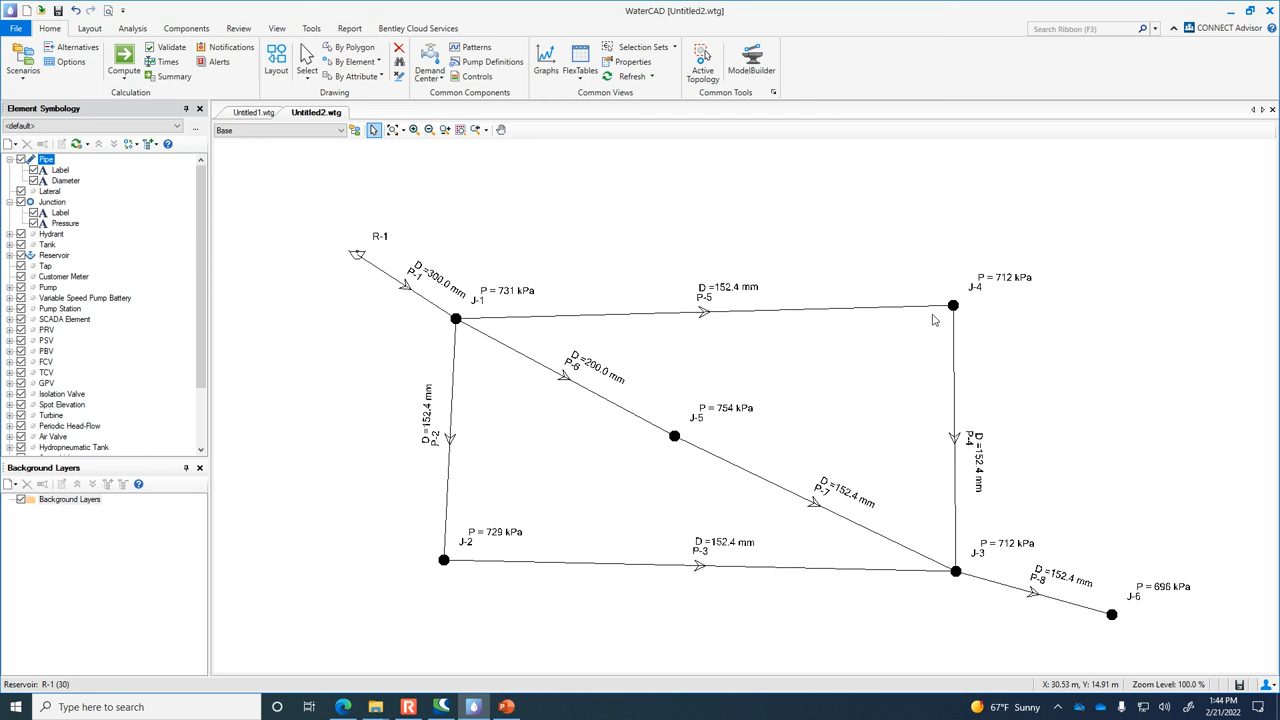 WaterCAD [Untitled2.wtg]
File Home Layout Analysis Components Review View Tools Report Bentley Cloud Services
Search Ribbon (F3)
CONNECT Advisor
Scenarios
Alternatives
Options
Compute
Validate
Times
Summary
Notifications
Alerts
Calculation
Layout
Select
By Polygon
By Element
By Attribute
Drawing
Demand
Center
Patterns
Pump Definitions
Controls
Common Components
Graphs
FlexTables
Selection Sets
Properties
Refresh
Common Views
Active
Topology
ModelBuilder
Common Tools
Element Symbology
<default>
...
Pipe
Label
Diameter
Lateral
Junction
Label
Pressure
Hydrant
Tank
Reservoir
Tap
Customer Meter
Pump
Variable Speed Pump Battery
Pump Station
SCADA Element
PRV
PSV
PBV
FCV
TCV
GPV
Isolation Valve
Spot Elevation
Turbine
Periodic Head-Flow
Air Valve
Hydropneumatic Tank
Background Layers
Background Layers
Untitled1.wtg Untitled2.wtg
Base
R-1
D =300.0 mm
P-1
P = 731 kPa
J-1
D =152.4 mm
P-5
P = 712 kPa
J-4
D =200.0 mm
P-6
D =152.4 mm
P-2
P = 754 kPa
J-5
D =152.4 mm
P-4
D =152.4 mm
P-7
P = 729 kPa
J-2
D =152.4 mm
P-3
P = 712 kPa
J-3
D =152.4 mm
P-8
P = 696 kPa
J-6
Reservoir: R-1 (30)
X: 30.53 m, Y: 14.91 m
Zoom Level: 100.0 %
Type here to search
67°F Sunny
1:44 PM
2/21/2022